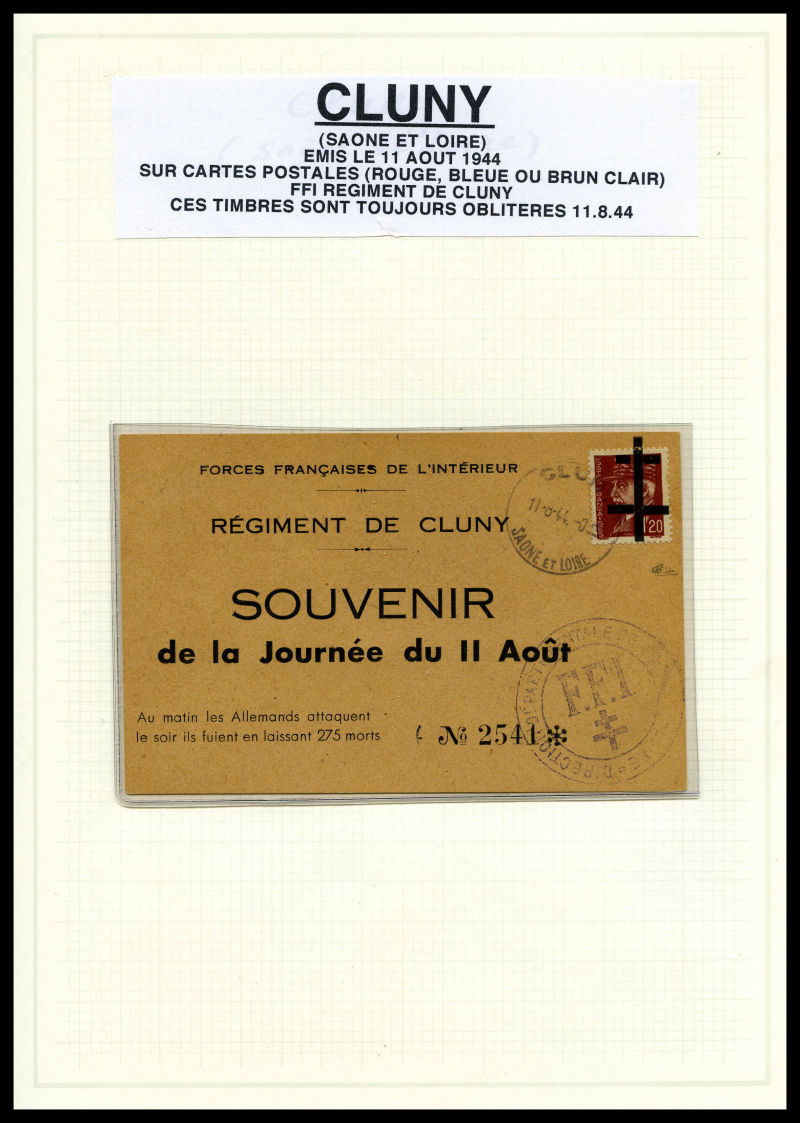 CLUNY
(SAONE ET LOIRE)
EMIS LE 11 AOUT 1944
SUR CARTES POSTALES (ROUGE, BLEUE OU BRUN CLAIR)
FFI REGIMENT DE CLUNY
CES TIMBRES SONT TOUJOURS OBLITERES 11.8.44
FORCES FRANÇAISES DE L'INTÉRIEUR
RÉGIMENT DE CLUNY
SOUVENIR
de la Journée du II Août
Au matin les Allemands attaquent
le soir ils fuient en laissant 275 morts
№ 2541*
11-8-44.
SAONE ET LOIRE
1'20
DÉPARTEMENTALE
F.F.I